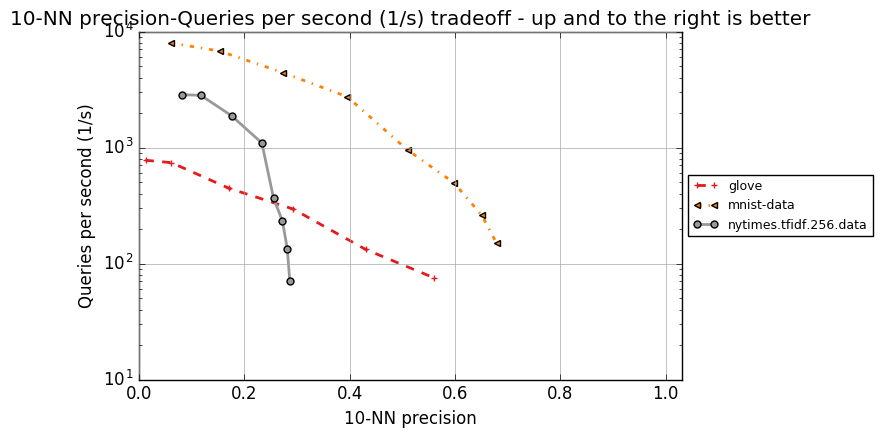 10-NN precision-Queries per second (1/s) tradeoff - up and to the right is better
10^4
10^3
10^2
10^1
Queries per second (1/s)
0.0 0.2 0.4 0.6 0.8 1.0
10-NN precision
glove
mnist-data
nytimes.tfidf.256.data